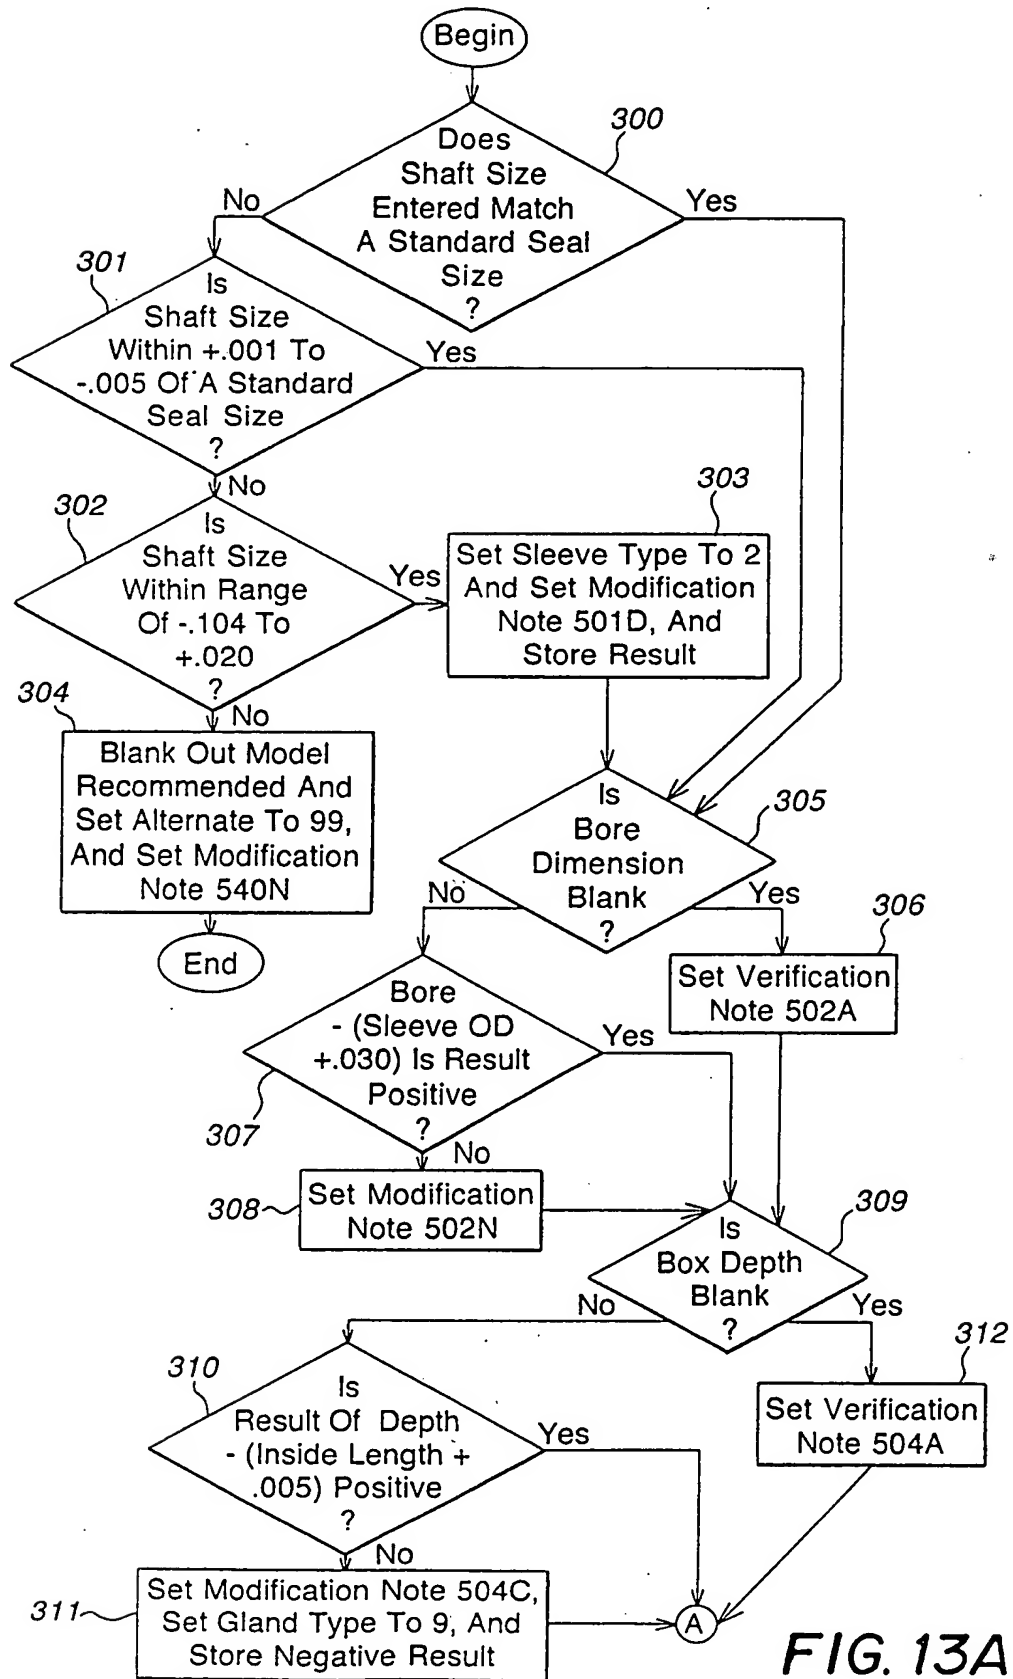 Begin
300
Does
Shaft Size
Entered Match
A Standard Seal
Size
?
No
Yes
301
Is
Shaft Size
Within +.001 To
-.005 Of A Standard
Seal Size
?
Yes
No
302
Is
Shaft Size
Within Range
Of -.104 To
+.020
?
Yes
No
303
Set Sleeve Type To 2
And Set Modification
Note 501D, And
Store Result
304
Blank Out Model
Recommended And
Set Alternate To 99,
And Set Modification
Note 540N
End
305
Is
Bore
Dimension
Blank
?
No
Yes
306
Set Verification
Note 502A
Bore
- (Sleeve OD
+.030) Is Result
Positive
?
Yes
307
No
308
Set Modification
Note 502N
309
Is
Box Depth
Blank
?
No
Yes
312
Set Verification
Note 504A
310
Is
Result Of Depth
- (Inside Length +
.005) Positive
?
Yes
No
311
Set Modification Note 504C,
Set Gland Type To 9, And
Store Negative Result
A
FIG. 13A